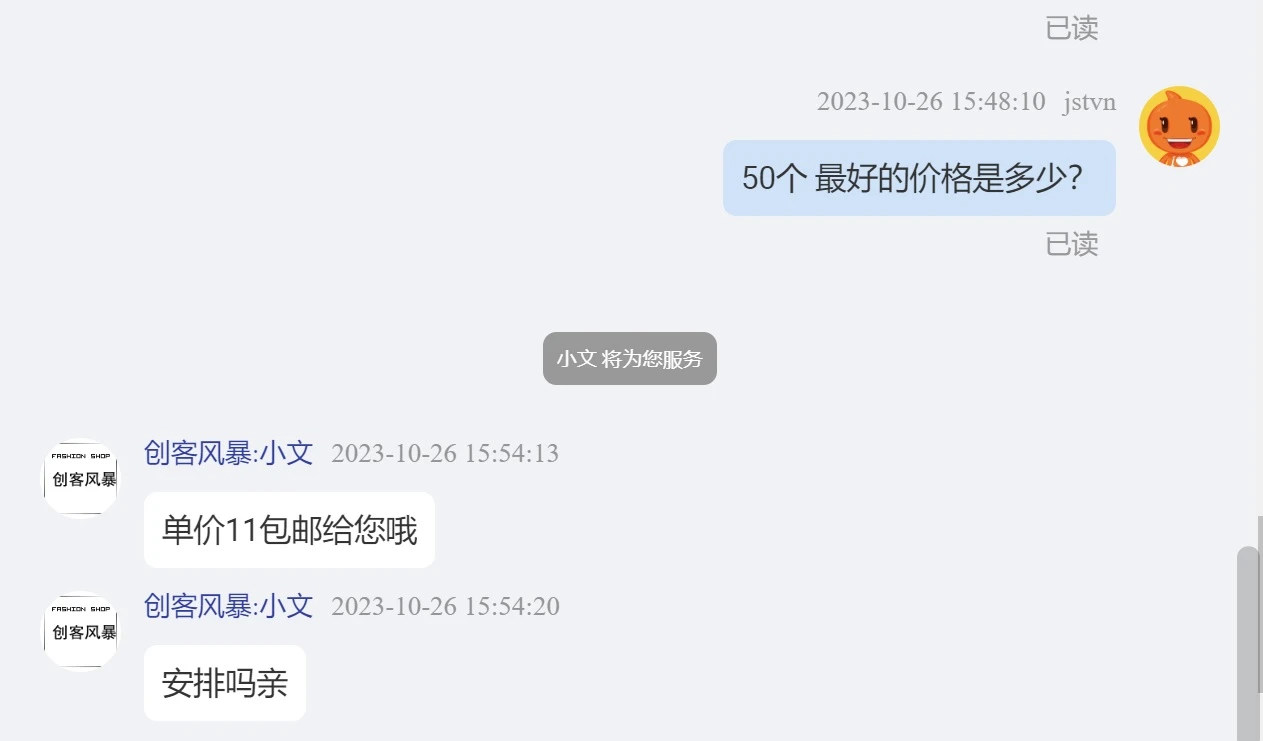 已读
2023-10-26 15:48:10 jstvn
50个 最好的价格是多少？
已读
小文 将为您服务
创客风暴:小文 2023-10-26 15:54:13
FASHION SHOP
创客风暴
单价11包邮给您哦
创客风暴:小文 2023-10-26 15:54:20
FASHION SHOP
创客风暴
安排吗亲